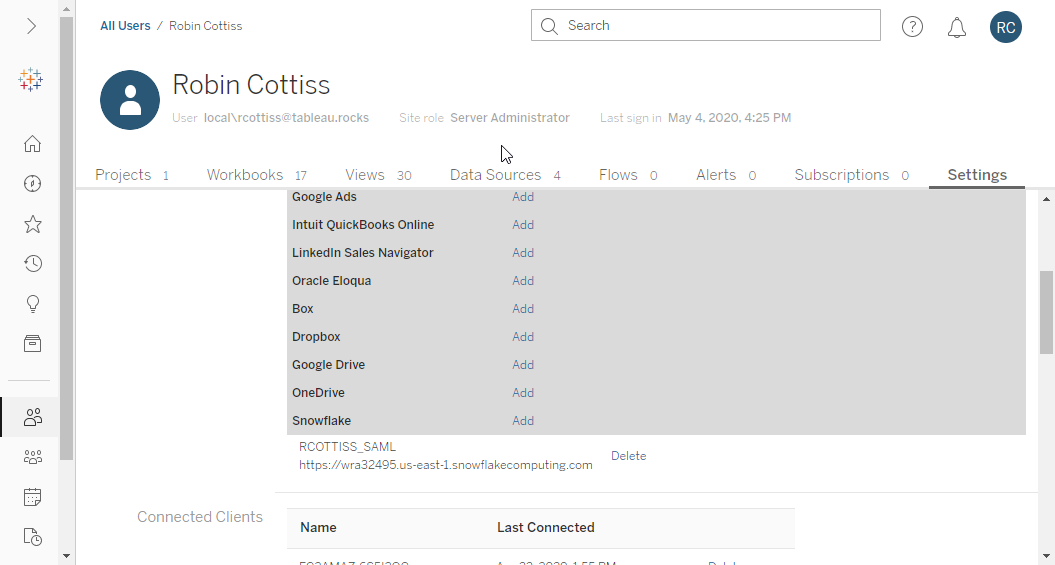 All Users / Robin Cottiss
Search
RC
Robin Cottiss
User local\rcottiss@tableau.rocks Site role Server Administrator Last sign in May 4, 2020, 4:25 PM
Projects 1 Workbooks 17 Views 30 Data Sources 4 Flows 0 Alerts 0 Subscriptions 0 Settings
Google Ads Add
Intuit QuickBooks Online Add
LinkedIn Sales Navigator Add
Oracle Eloqua Add
Box Add
Dropbox Add
Google Drive Add
OneDrive Add
Snowflake Add
RCOTTISS_SAML
https://wra32495.us-east-1.snowflakecomputing.com Delete
Connected Clients
Name Last Connected